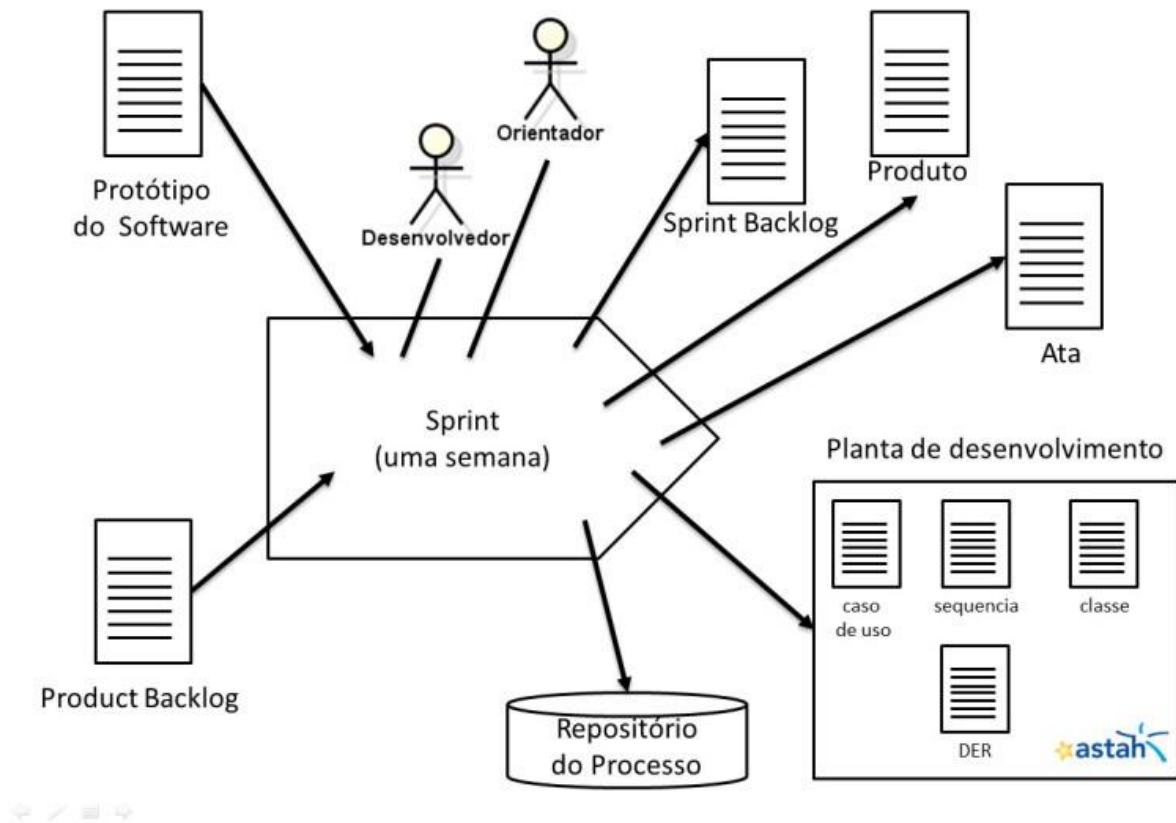 Protótipo
do Software
Desenvolvedor
Orientador
Sprint Backlog
Produto
Ata
Sprint
(uma semana)
Product Backlog
Repositório
do Processo
Planta de desenvolvimento
caso
de uso
sequencia
classe
DER
astah